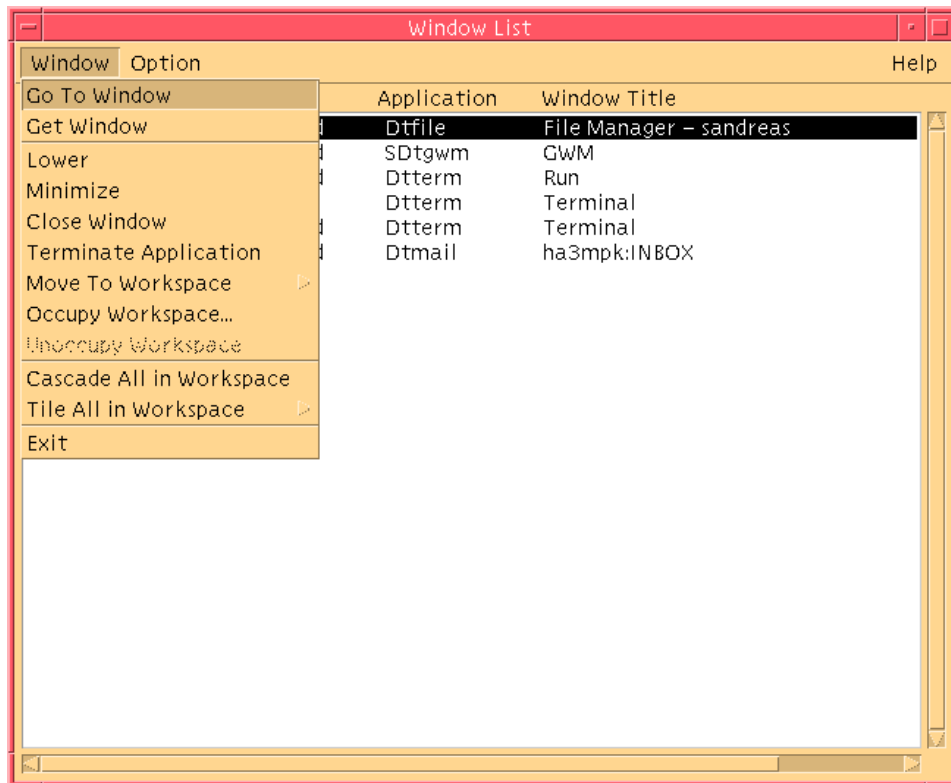 Window List
Window Option Help
Go To Window Application Window Title
Get Window d Dtfile File Manager – sandreas
Lower d SDtgwm GWM
Minimize d Dtterm Run
Dtterm Terminal
Close Window d Dtterm Terminal
Terminate Application d Dtmail ha3mpk:INBOX
Move To Workspace
Occupy Workspace...
Unoccupy Workspace
Cascade All in Workspace
Tile All in Workspace
Exit